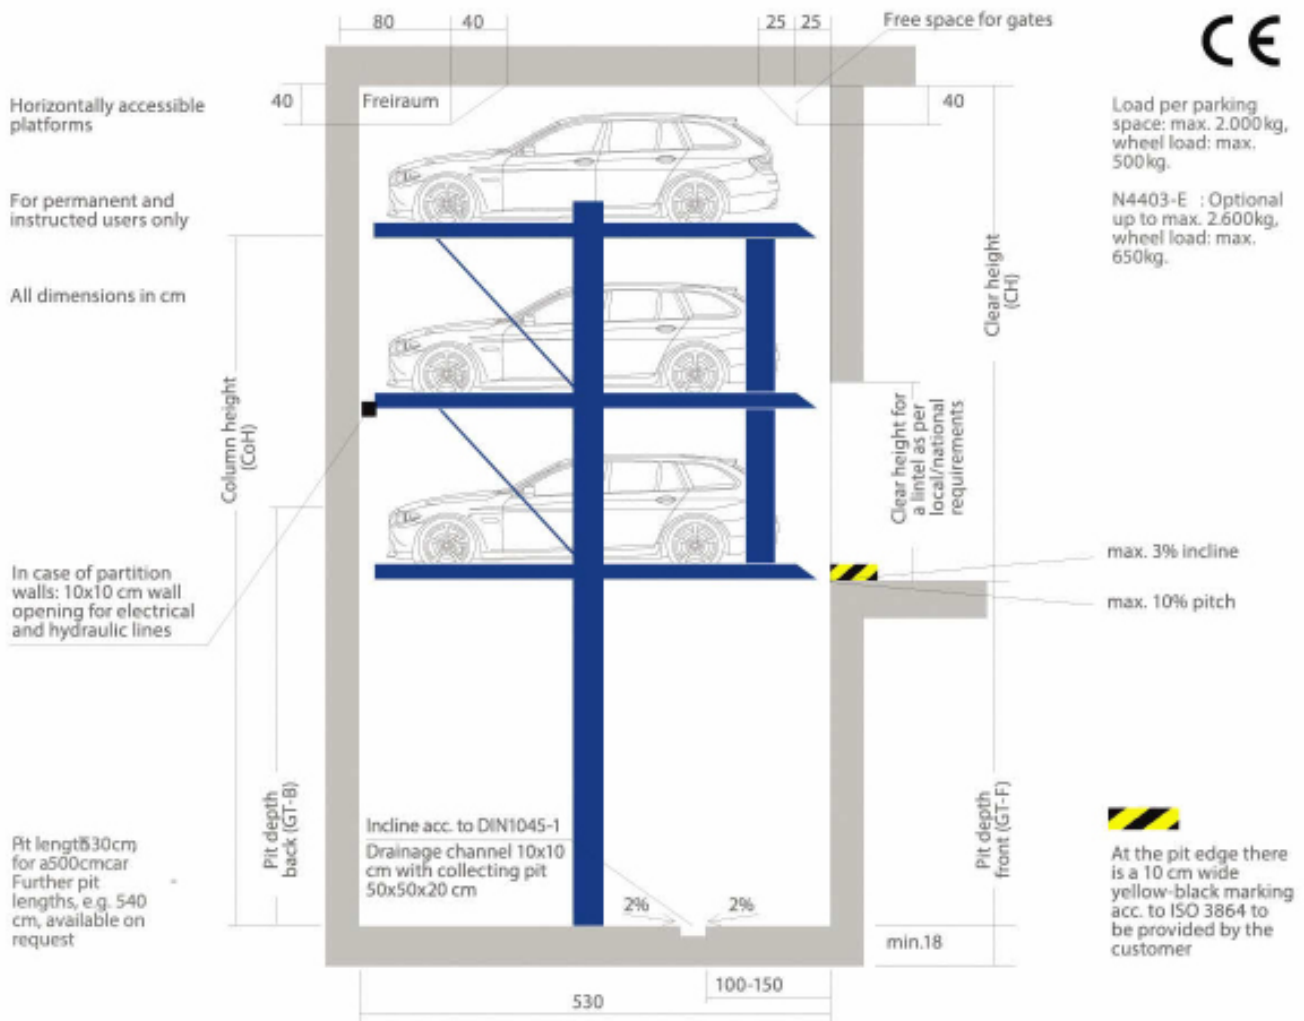 80
40
25
25
Free space for gates
CE
40
Freiraum
40
Horizontally accessible
platforms
Load per parking
space: max. 2.000kg,
wheel load: max.
500kg.
For permanent and
instructed users only
N4403-E : Optional
up to max. 2.600kg,
wheel load: max.
650kg.
All dimensions in cm
Clear height
(CH)
Column height
(CoH)
Clear height for
a lintel as per
local/national
requirements
max. 3% incline
max. 10% pitch
In case of partition
walls: 10x10 cm wall
opening for electrical
and hydraulic lines
Pit depth
back (GT-B)
Pit depth
front (GT-F)
Incline acc. to DIN1045-1
Drainage channel 10x10
cm with collecting pit
50x50x20 cm
for a500cmcar
Further pit
lengths, e.g. 540
cm, available on
request
At the pit edge there
is a 10 cm wide
yellow-black marking
acc. to ISO 3864 to
be provided by the
customer
2%
2%
min.18
100-150
530